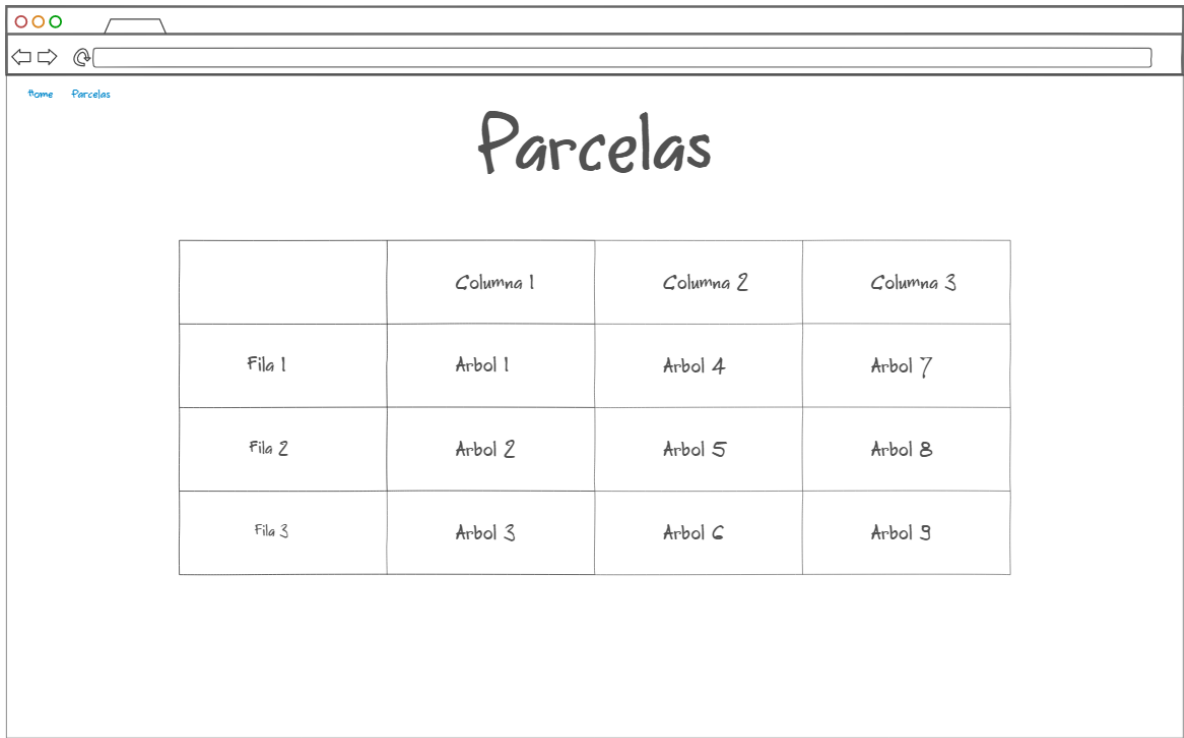 Home Parcelas
Parcelas
Columna 1 Columna 2 Columna 3
Fila 1 Arbol 1 Arbol 4 Arbol 7
Fila 2 Arbol 2 Arbol 5 Arbol 8
Fila 3 Arbol 3 Arbol 6 Arbol 9